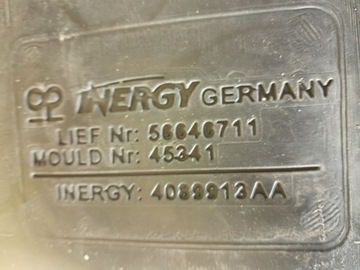 INERGY GERMANY
LIEF Nr: 56646711
MOULD Nr: 45341
INERGY: 4089913AA